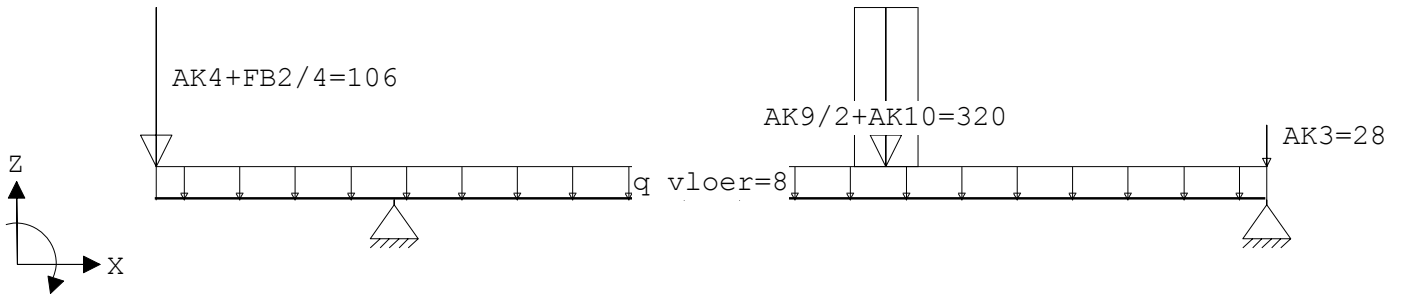 AK4+FB2/4=106
AK9/2+AK10=320
AK3=28
q vloer=8
Z
X